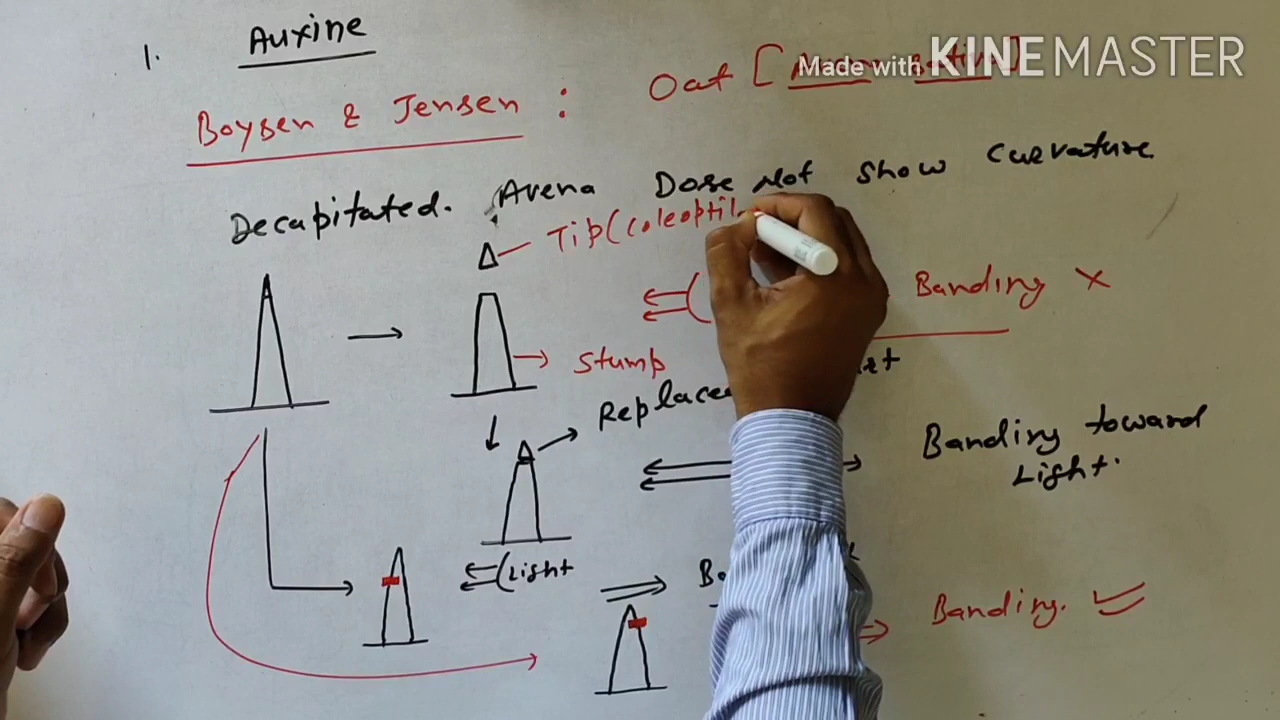 1. Auxine
Made with KINEMASTER
Boysen & Jensen : Oat [
Decapitated. Avena Dose Not show curvature
Tip (coleoptil
Banding ✗
Stump
Replace
Banding toward
Light.
Light
Banding. ✓